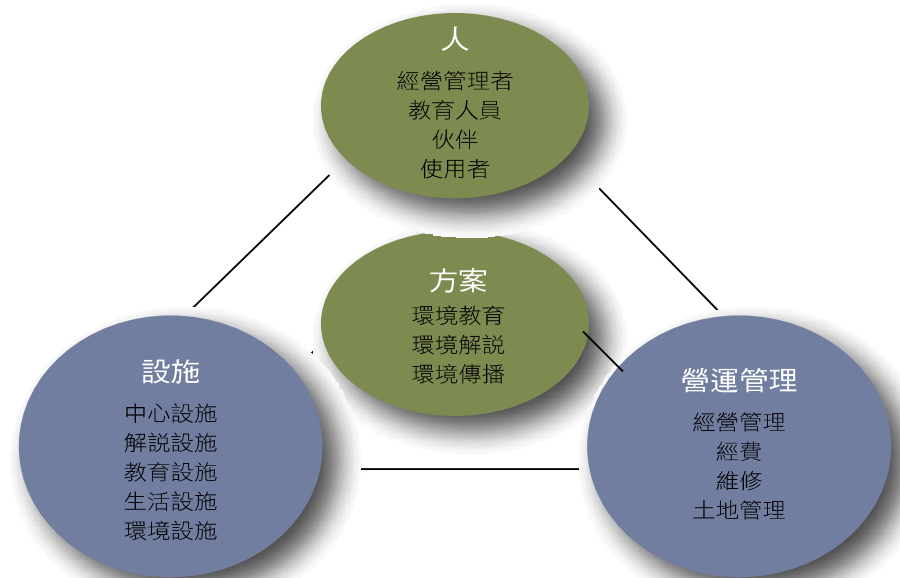 人
經營管理者
教育人員
伙伴
使用者
方案
環境教育
環境解說
環境傳播
設施
中心設施
解說設施
教育設施
生活設施
環境設施
營運管理
經營管理
經費
維修
土地管理